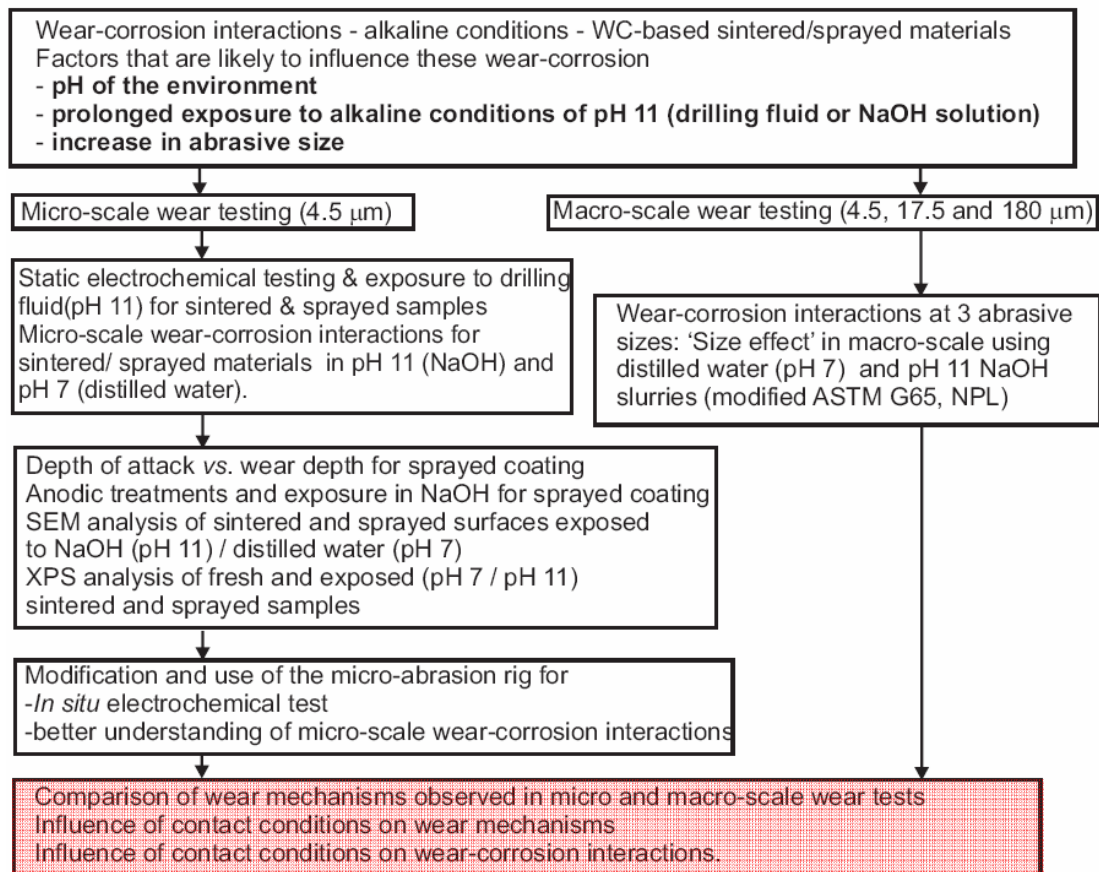 Wear-corrosion interactions - alkaline conditions - WC-based sintered/sprayed materials
Factors that are likely to influence these wear-corrosion
- pH of the environment
- prolonged exposure to alkaline conditions of pH 11 (drilling fluid or NaOH solution)
- increase in abrasive size
Micro-scale wear testing (4.5 μm)
Macro-scale wear testing (4.5, 17.5 and 180 μm)
Static electrochemical testing & exposure to drilling
fluid(pH 11) for sintered & sprayed samples
Micro-scale wear-corrosion interactions for
sintered/ sprayed materials in pH 11 (NaOH) and
pH 7 (distilled water).
Wear-corrosion interactions at 3 abrasive
sizes: ‘Size effect’ in macro-scale using
distilled water (pH 7) and pH 11 NaOH
slurries (modified ASTM G65, NPL)
Depth of attack vs. wear depth for sprayed coating
Anodic treatments and exposure in NaOH for sprayed coating
SEM analysis of sintered and sprayed surfaces exposed
to NaOH (pH 11) / distilled water (pH 7)
XPS analysis of fresh and exposed (pH 7 / pH 11)
sintered and sprayed samples
Modification and use of the micro-abrasion rig for
-In situ electrochemical test
-better understanding of micro-scale wear-corrosion interactions
Comparison of wear mechanisms observed in micro and macro-scale wear tests
Influence of contact conditions on wear mechanisms
Influence of contact conditions on wear-corrosion interactions.